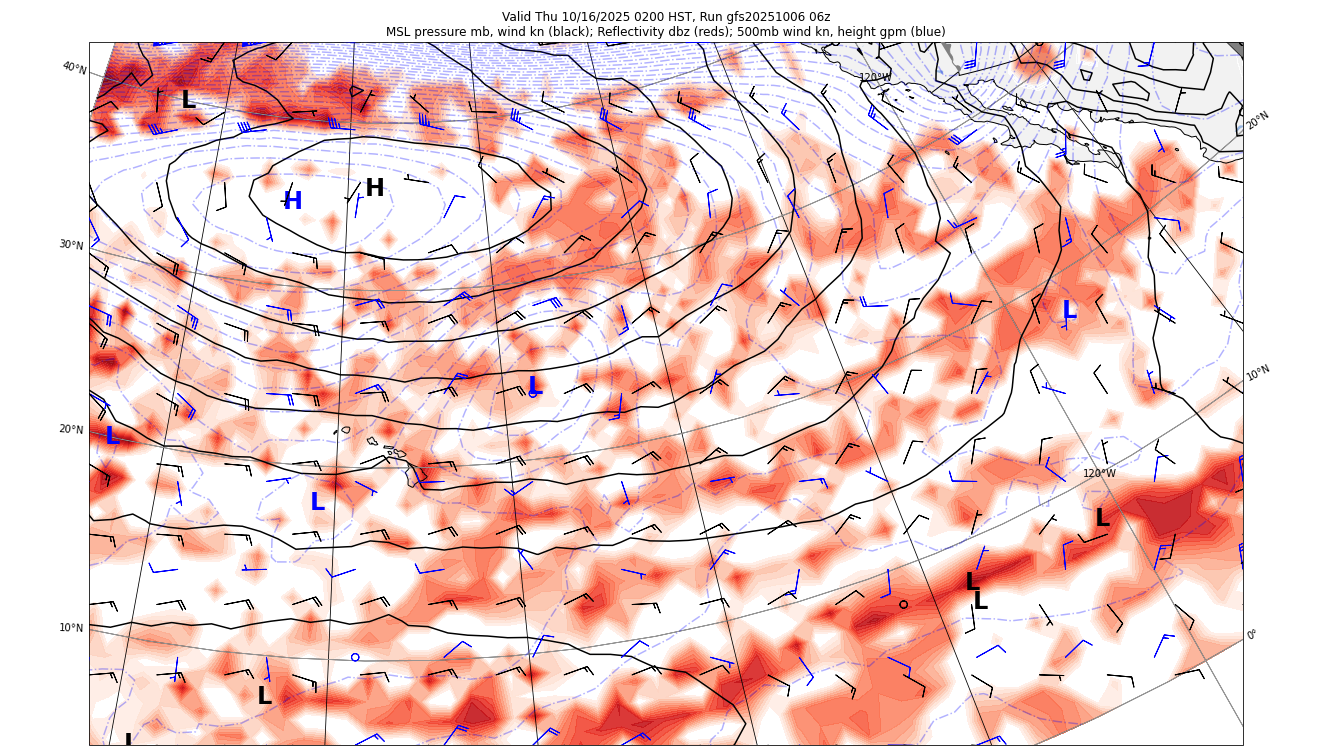 Valid Thu 10/16/2025 0200 HST, Run gfs20251006 06z
MSL pressure mb, wind kn (black); Reflectivity dbz (reds); 500mb wind kn, height gpm (blue)
40°N
120°W
20°N
L
H
H
30°N
L
10°N
L
20°N
L
120°W
L
L
L
L
10°N
0°
L
L